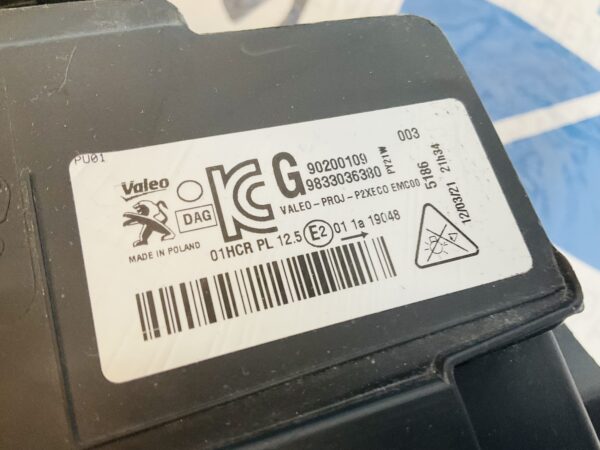 PU01
Valeo
DAG
MADE IN POLAND
KC
G
90200109
9833036380
PY21W
003
VALEO-PROJ-P2XECO EMC00
01HCR PL 12.5 E2 01 1a 19048
5186
12/03/21 21h34